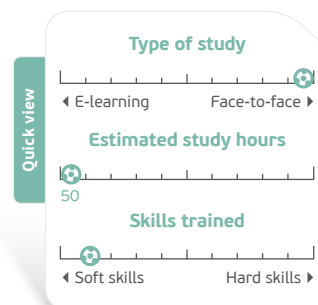 Quick view
Type of study
E-learning Face-to-face
Estimated study hours
50
Skills trained
Soft skills Hard skills